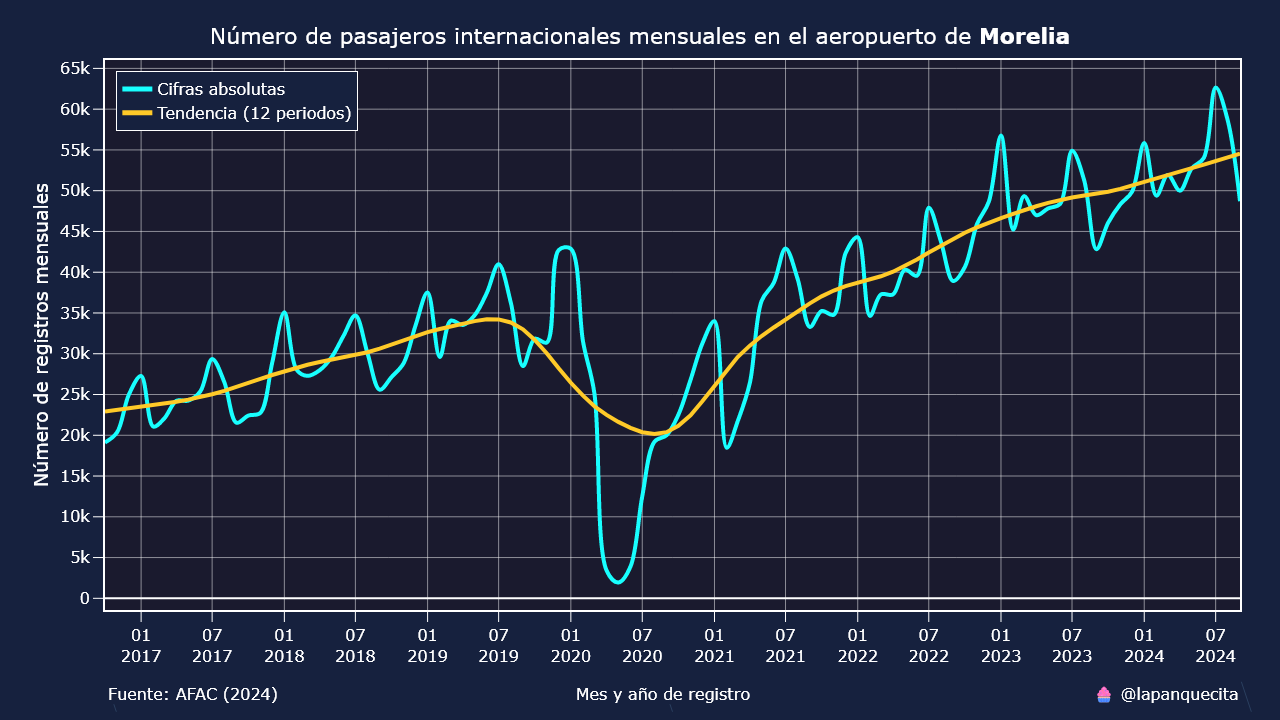 Número de pasajeros internacionales mensuales en el aeropuerto de Morelia
Cifras absolutas
Tendencia (12 periodos)
Número de registros mensuales
65k
60k
55k
50k
45k
40k
35k
30k
25k
20k
15k
10k
5k
0
01 07 01 07 01 07 01 07 01 07 01 07 01 07 01 07
2017 2017 2018 2018 2019 2019 2020 2020 2021 2021 2022 2022 2023 2023 2024 2024
Fuente: AFAC (2024)
Mes y año de registro
@lapanquecita